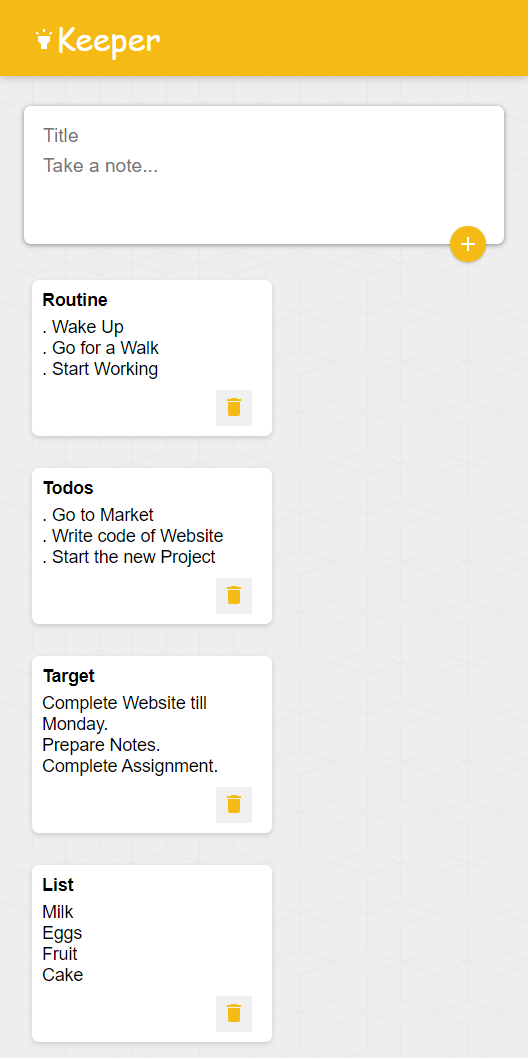 Keeper
Title
Take a note...
Routine
. Wake Up
. Go for a Walk
. Start Working
Todos
. Go to Market
. Write code of Website
. Start the new Project
Target
Complete Website till
Monday.
Prepare Notes.
Complete Assignment.
List
Milk
Eggs
Fruit
Cake